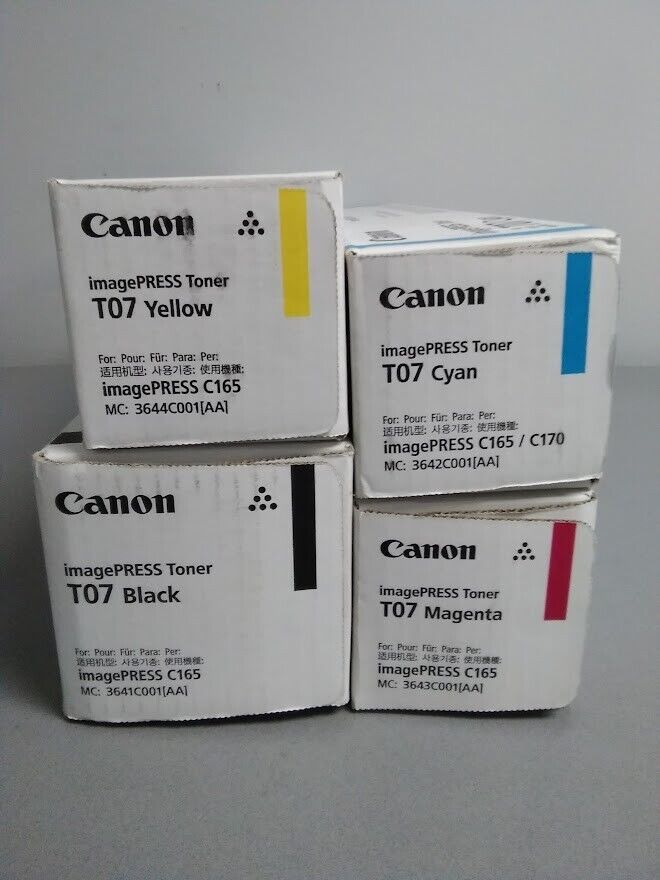 Canon
imagePRESS Toner
T07 Yellow
For: Pour: Für: Para: Per:
适用机型: 사용기종: 使用機種:
imagePRESS C165
MC: 3644C001[AA]
Canon
imagePRESS Toner
T07 Cyan
For: Pour: Für: Para: Per:
适用机型: 사용기종: 使用機種:
imagePRESS C165 / C170
MC: 3642C001[AA]
Canon
imagePRESS Toner
T07 Black
For: Pour: Für: Para: Per:
适用机型: 사용기종: 使用機種:
imagePRESS C165
MC: 3641C001[AA]
Canon
imagePRESS Toner
T07 Magenta
For: Pour: Für: Para: Per:
适用机型: 사용기종: 使用機種:
imagePRESS C165
MC: 3643C001[AA]